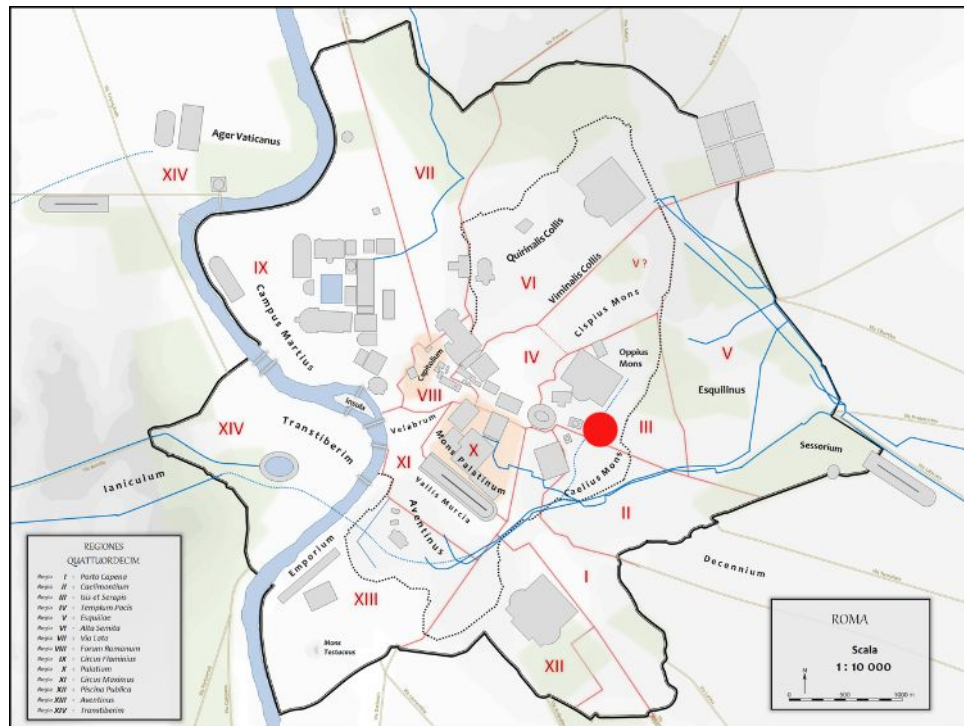 Ager Vaticanus
XIV
VII
IX
Campus Martius
Quirinalis Collis
VI
Viminalis Collis
V ?
Cispius Mons
Capitolium
VIII
IV
Oppius Mons
V
Esquilinus
Insula
Velabrum
XIV
Transtiberim
Ianiculum
X
Mons Palatinum
XI
Vallis Murcia
III
Caelius Mons
Sessorium
II
Aventinus
Emporium
I
Decennium
XIII
XII
Mons
Testaceus
REGIONES
QUATTUORDECIM
Regio I - Porta Capena
Regio II - Caelimontium
Regio III - Isis et Serapis
Regio IV - Templum Pacis
Regio V - Esquiliae
Regio VI - Alta Semita
Regio VII - Via Lata
Regio VIII - Forum Romanum
Regio IX - Circus Flaminius
Regio X - Palatium
Regio XI - Circus Maximus
Regio XII - Piscina Publica
Regio XIII - Aventinus
Regio XIV - Transtiberim
ROMA
Scala
1 : 10 000
N
0 500 1000 m